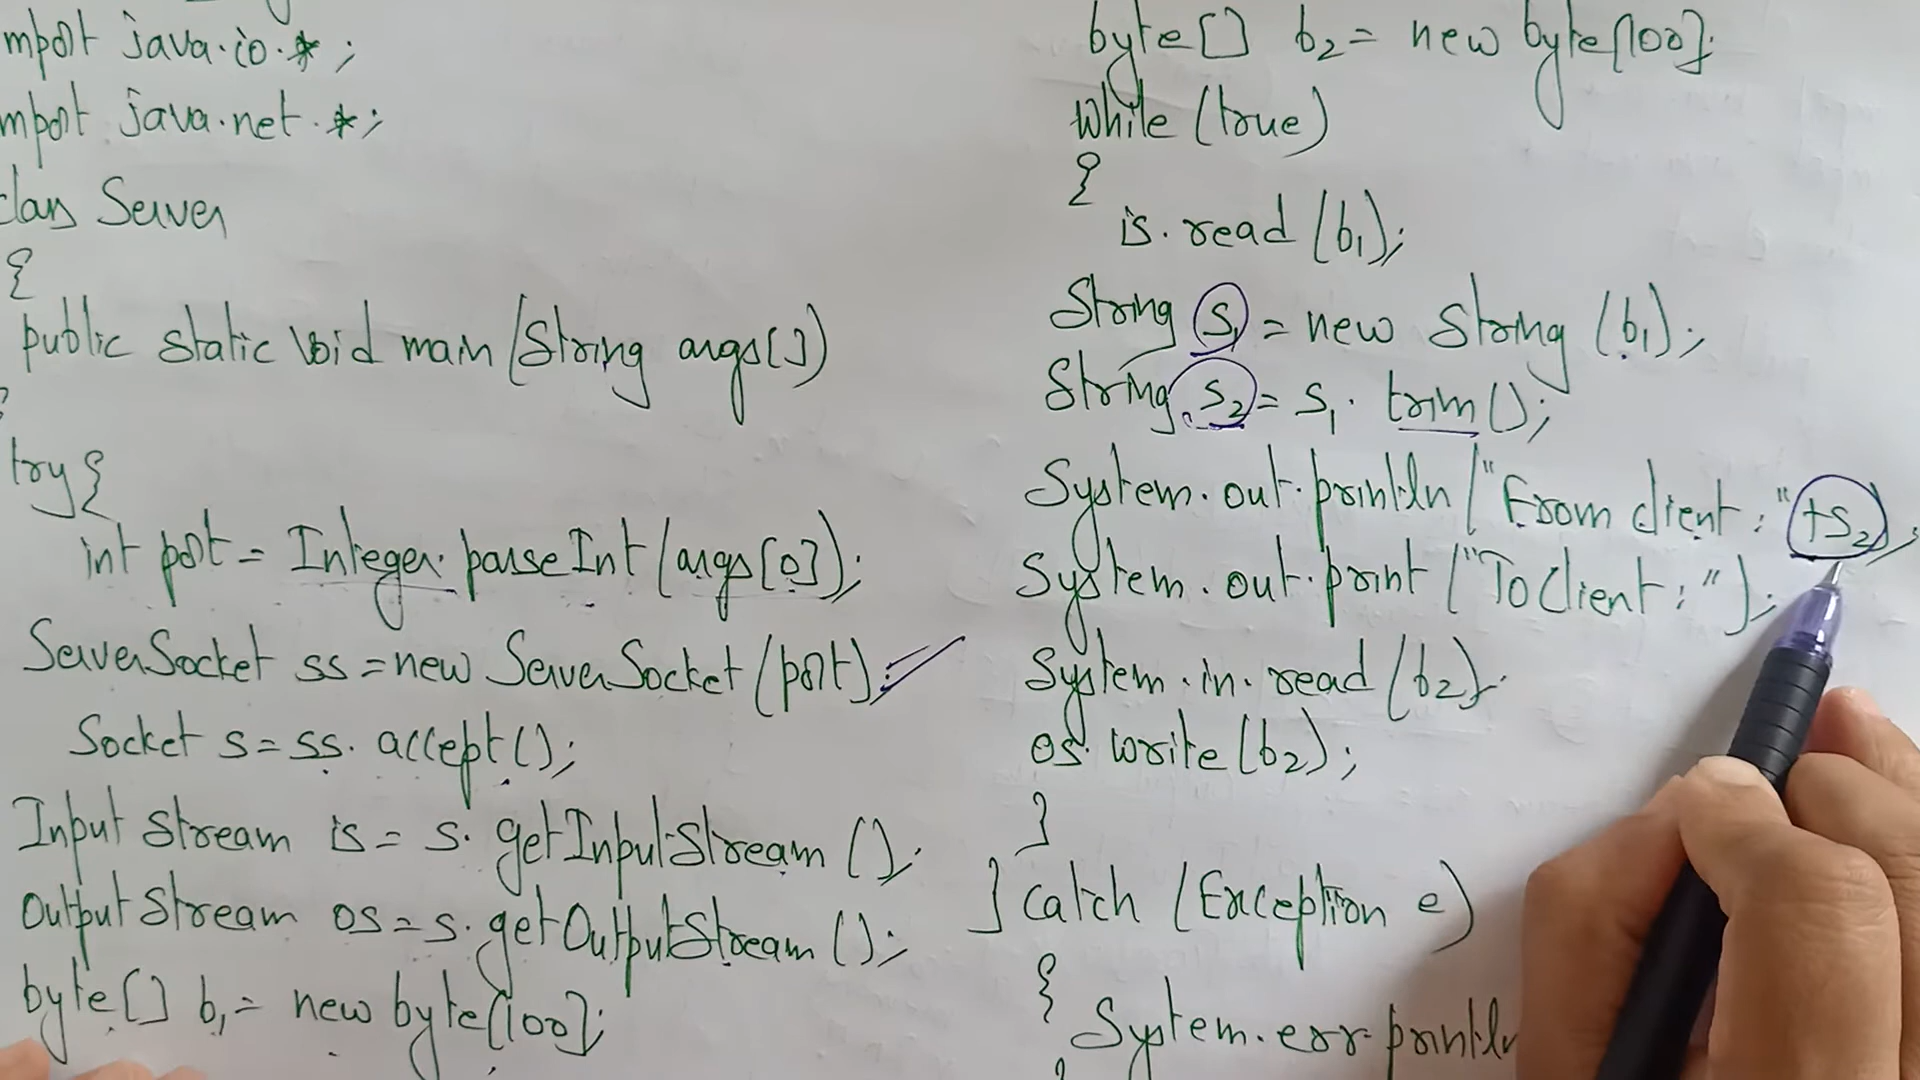 import java.io.*;
import java.net.*;
class Server
{
public static void main(String args[])
{
try{
int port = Integer.parseInt(args[0]);
ServerSocket ss = new ServerSocket(port);
Socket s = ss.accept();
Input Stream is = s.getInputStream();
Output Stream os = s.getOutputStream();
byte[] b1 = new byte[100];
byte[] b2 = new byte[100];
while (true)
{
is.read(b1);
String s1 = new String (b1);
String s2 = s1.trim();
System.out.println("From client:"+s2);
System.out.print("To Client:");
System.in.read(b2);
os.write(b2);
}
} catch (Exception e)
{
System.err.println